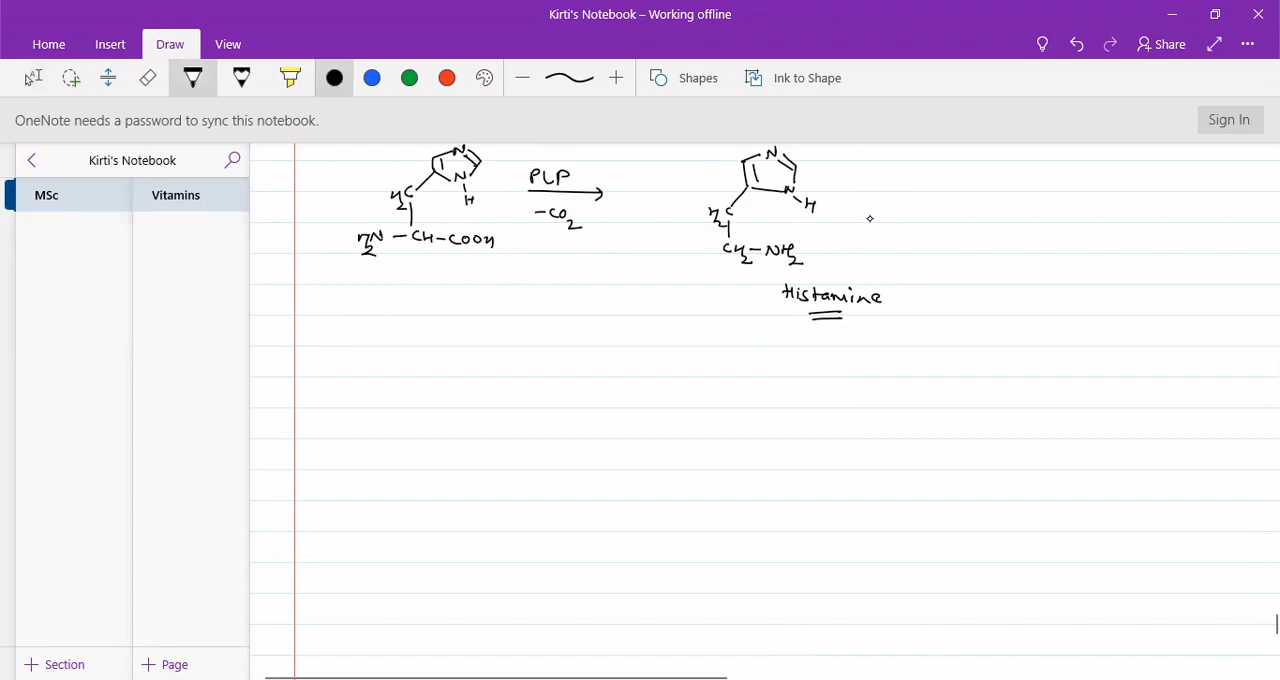 Kirti's Notebook – Working offline
Home Insert Draw View
Share
Shapes Ink to Shape
OneNote needs a password to sync this notebook.
Sign In
Kirti's Notebook
MSc Vitamins
N
N
H
H2C
H2N – CH – COOH
PLP
– CO2
N
N
H
H2C
CH2 – NH2
Histamine
+ Section + Page